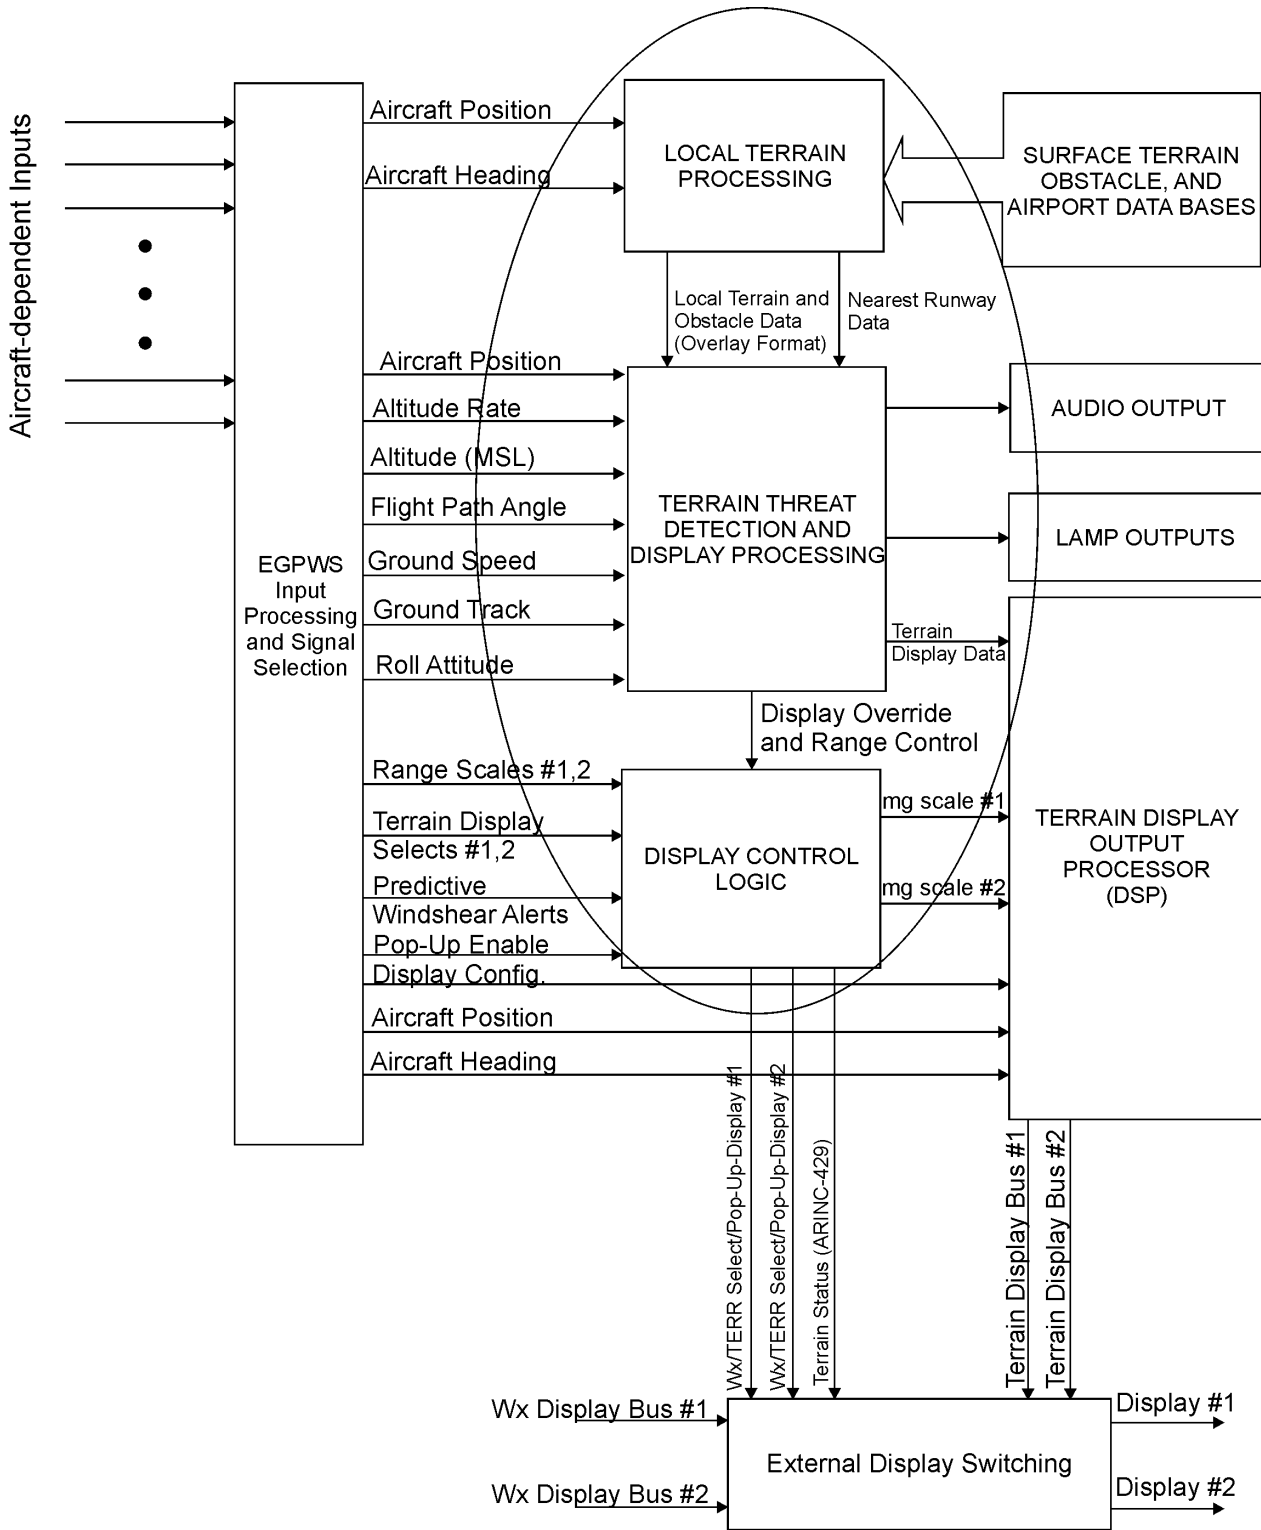 Aircraft-dependent Inputs
EGPWS
Input
Processing
and Signal
Selection
Aircraft Position
Aircraft Heading
LOCAL TERRAIN
PROCESSING
SURFACE TERRAIN
OBSTACLE, AND
AIRPORT DATA BASES
Local Terrain and
Obstacle Data
(Overlay Format)
Nearest Runway
Data
Aircraft Position
Altitude Rate
Altitude (MSL)
Flight Path Angle
Ground Speed
Ground Track
Roll Attitude
TERRAIN THREAT
DETECTION AND
DISPLAY PROCESSING
AUDIO OUTPUT
LAMP OUTPUTS
Terrain
Display Data
Display Override
and Range Control
Range Scales #1,2
Terrain Display
Selects #1,2
Predictive
Windshear Alerts
Pop-Up Enable
Display Config.
Aircraft Position
Aircraft Heading
DISPLAY CONTROL
LOGIC
mg scale #1
mg scale #2
TERRAIN DISPLAY
OUTPUT
PROCESSOR
(DSP)
Wx/TERR Select/Pop-Up-Display #1
Wx/TERR Select/Pop-Up-Display #2
Terrain Status (ARINC-429)
Terrain Display Bus #1
Terrain Display Bus #2
Wx Display Bus #1
Wx Display Bus #2
External Display Switching
Display #1
Display #2